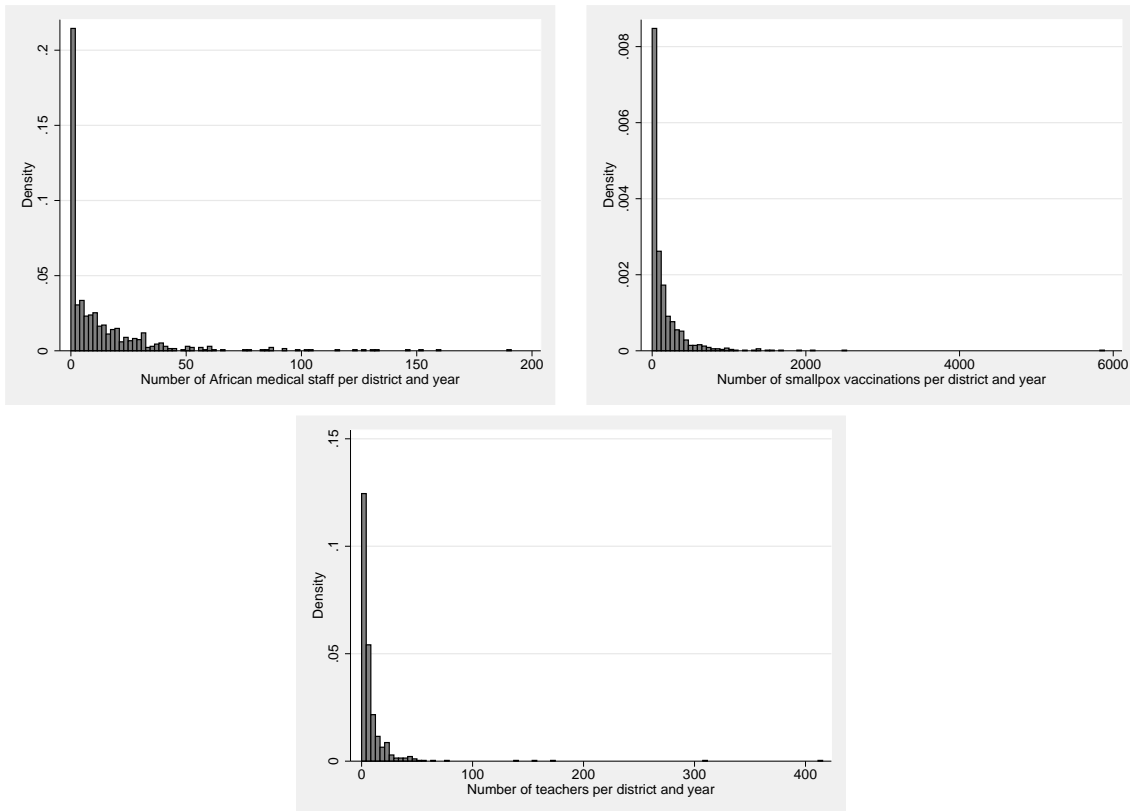 .2
.15
.1
.05
0
Density
0 50 100 150 200
Number of African medical staff per district and year
.008
.006
.004
.002
0
Density
0 2000 4000 6000
Number of smallpox vaccinations per district and year
.15
.1
.05
0
Density
0 100 200 300 400
Number of teachers per district and year